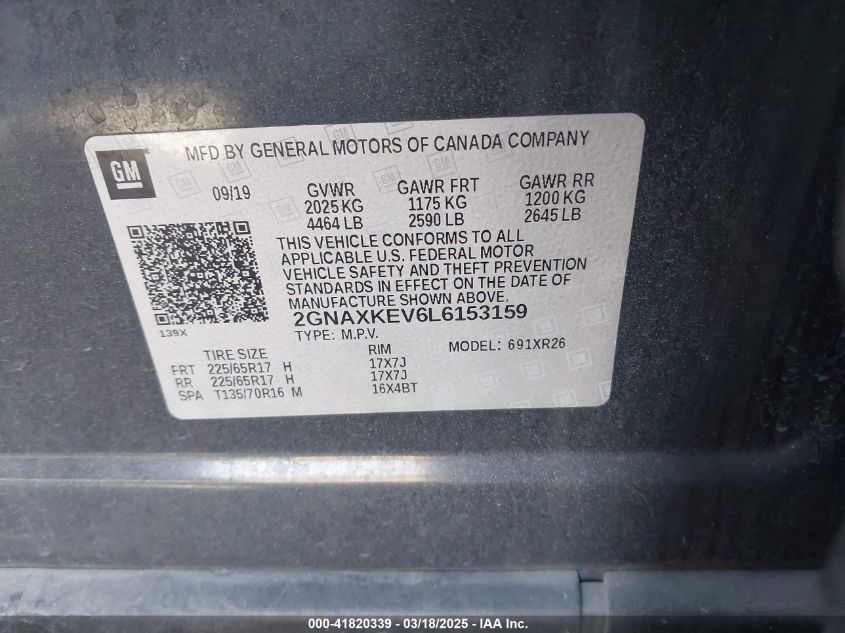 GM
MFD BY GENERAL MOTORS OF CANADA COMPANY
09/19 GVWR GAWR FRT GAWR RR
2025 KG 1175 KG 1200 KG
4464 LB 2590 LB 2645 LB
THIS VEHICLE CONFORMS TO ALL
APPLICABLE U.S. FEDERAL MOTOR
VEHICLE SAFETY AND THEFT PREVENTION
STANDARDS IN EFFECT ON THE DATE OF
MANUFACTURE SHOWN ABOVE.
139X
2GNAXKEV6L6153159
TYPE: M.P.V. MODEL: 691XR26
TIRE SIZE RIM
FRT 225/65R17 H 17X7J
RR 225/65R17 H 17X7J
SPA T135/70R16 M 16X4BT
000-41820339 - 03/18/2025 - IAA Inc.